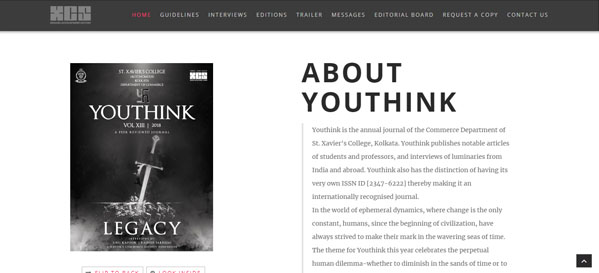 XCS
HOME GUIDELINES INTERVIEWS EDITIONS TRAILER MESSAGES EDITORIAL BOARD REQUEST A COPY CONTACT US
ST. XAVIER'S COLLEGE
XCS
YOUTHINK
VOL XIII | 2018
A PEER REVIEWED JOURNAL
LEGACY
ABOUT
YOUTHINK
Youthink is the annual journal of the Commerce Department of
St. Xavier's College, Kolkata. Youthink publishes notable articles
of students and professors, and interviews of luminaries from
India and abroad. Youthink also has the distinction of having its
very own ISSN ID [2347-6222] thereby making it an
internationally recognised journal.
In the world of ephemeral dynamics, where change is the only
constant, humans, since the beginning of civilization, have
always strived to make their mark in the wavering seas of time.
The theme for Youthink this year celebrates the perpetual
human dilemma-whether to diminish in the sands of time or to